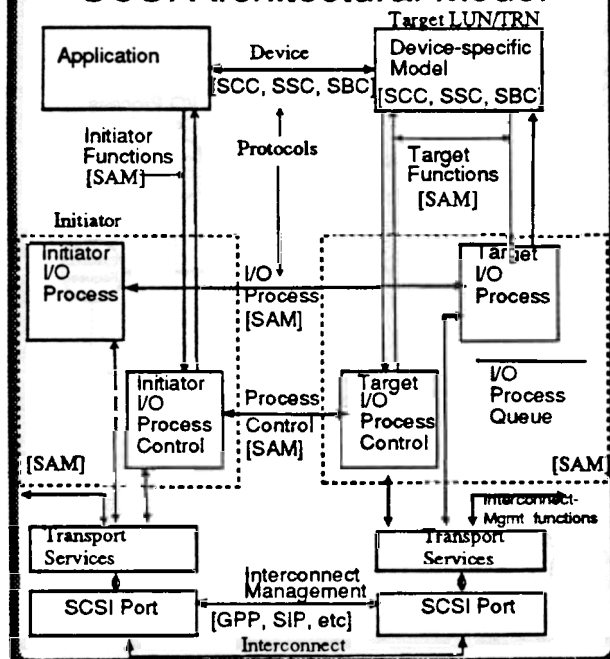 SCSI Architectural Model
Target LUN/TRN
Application
Device
Device-specific
Model
[SCC, SSC, SBC]
[SCC, SSC, SBC]
Initiator
Functions
[SAM]
Protocols
Target
Functions
[SAM]
Initiator
Initiator
I/O
Process
I/O
Process
[SAM]
Target
I/O
Process
Initiator
I/O
Process
Control
Process
Control
[SAM]
Target
I/O
Process
Control
I/O
Process
Queue
[SAM]
[SAM]
Interconnect-
Mgmt functions
Transport
Services
Transport
Services
Interconnect
Management
SCSI Port
[GPP, SIP, etc]
SCSI Port
Interconnect